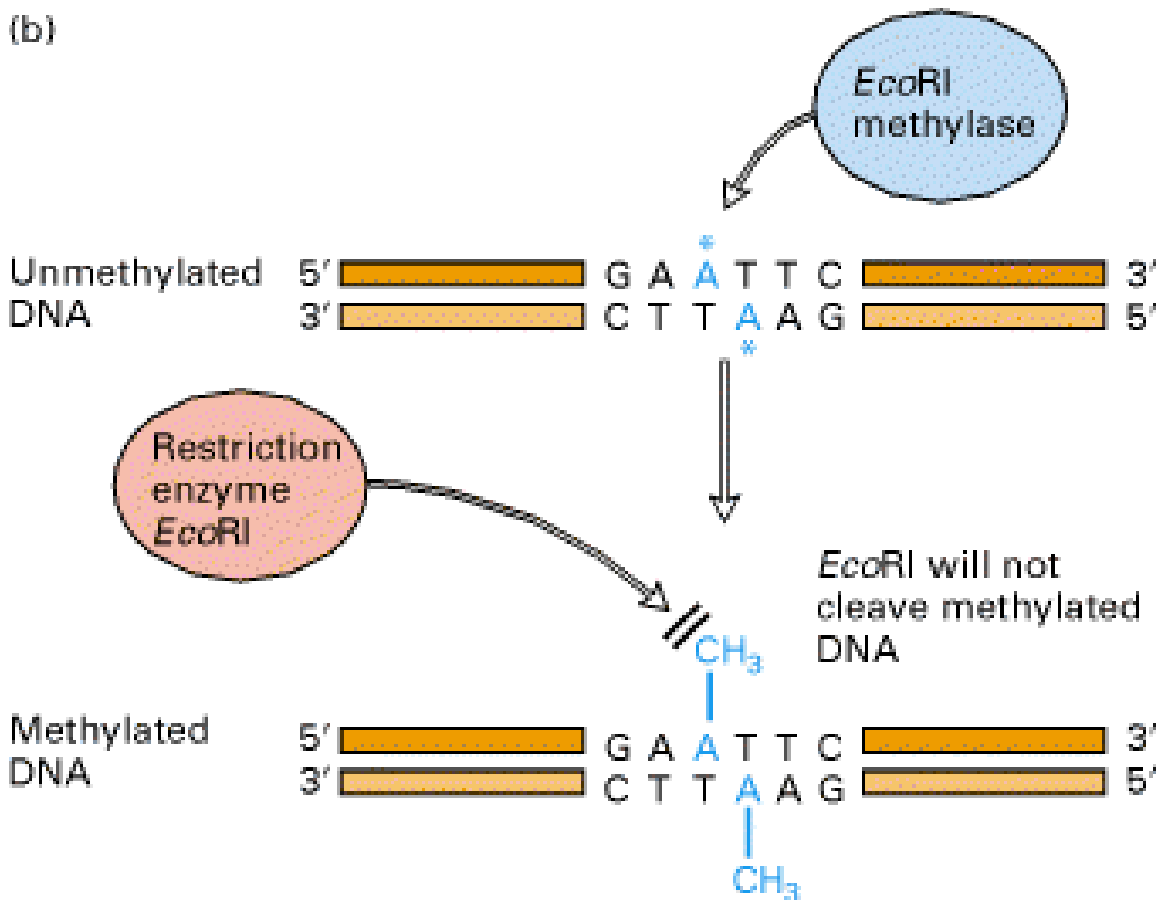 (b)
EcoRI
methylase
*
Unmethylated 5′ G A A T T C 3′
DNA 3′ C T T A A G 5′
*
Restriction
enzyme
EcoRI
EcoRI will not
cleave methylated
DNA
CH₃
Methylated 5′ G A A T T C 3′
DNA 3′ C T T A A G 5′
CH₃